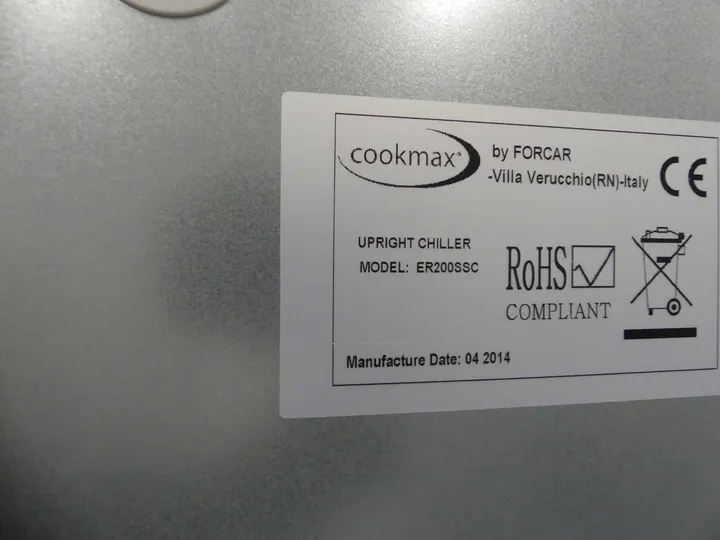 cookmax®
by FORCAR
-Villa Verucchio(RN)-Italy
CE
UPRIGHT CHILLER
MODEL: ER200SSC
RoHS
COMPLIANT
Manufacture Date: 04 2014